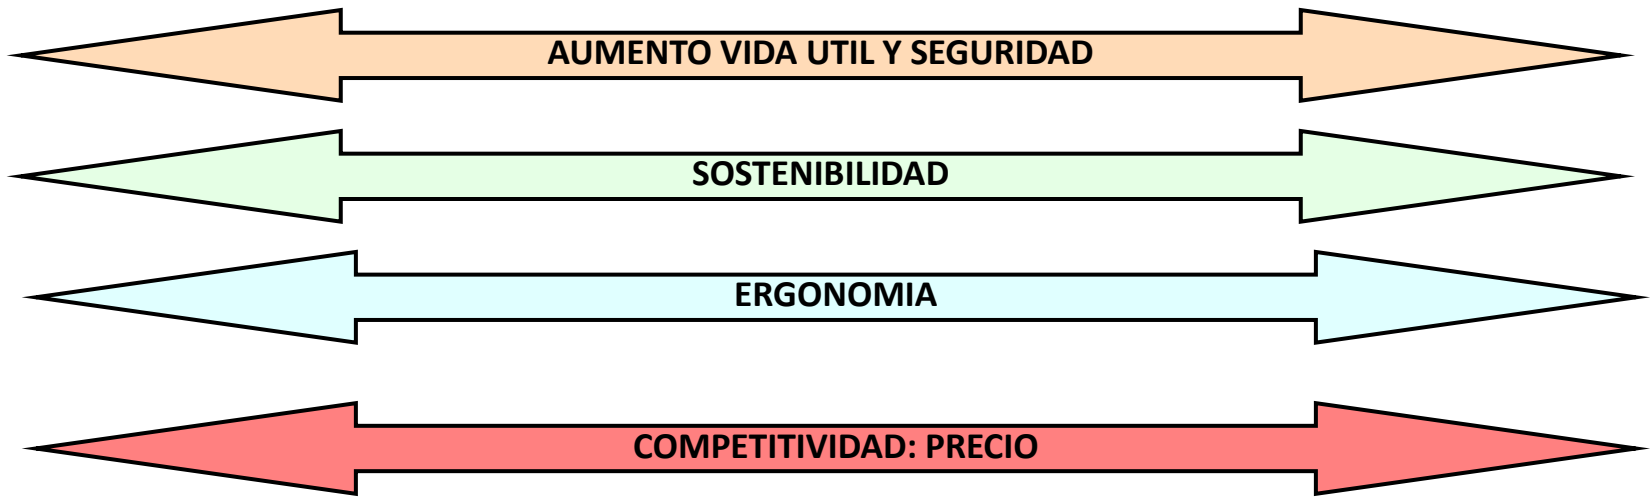 AUMENTO VIDA UTIL Y SEGURIDAD
SOSTENIBILIDAD
ERGONOMIA
COMPETITIVIDAD: PRECIO